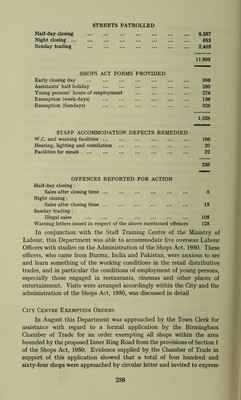 STREETS PATROLLED
Half-day closing ... ... ... ... ... ... ... 8,557
Night closing ... ... ... ... ... ... ... ... 653
Sunday trading ... ... ... ... ... ... ... 2,485
11,695
SHOPS ACT FORMS PROVIDED
Early closing day ... ... ... ... ... ... ... 306
Assistants' half-holiday ... ... ... ... ... ... 290
Young persons' hours of employment ... ... ... ... 276
Exemption (week-days) ... ... ... ... ... ... 128
Exemption (Sundays) ... ... ... ... ... ... 328
1,328
STAFF ACCOMMODATION DEFECTS REMEDIED
W.C. and washing facilities ... ... ... ... ... ... 186
Heating, lighting and ventilation ... ... ... ... ... 20
Facilities for meals ... ... ... ... ... ...
OFFENCES REPORTED FOR ACTION
Half-day closing :
Sales after closing time ... ... ... ... ... ... 8
Night closing :
Sales after closing time ... ... ... ... ... ... 15
Sunday trading :
Illegal sales ... ... ... ... ... ... ... 105
Warning letters issued in respect of the above mentioned offences 128
In conjunction with the Staff Training Centre of the Ministry of
Labour, this Department was able to accommodate five overseas Labour
Officers with studies on the Administration of the Shops Act, 1950. These
officers, who came from Burma, India and Pakistan, were anxious to see
and learn something of the working conditions in the retail distributive
trades, and in particular the conditions of employment of young persons,
especially those engaged in restaurants, cinemas and other places of
entertainment. Visits were arranged accordingly within the City and the
administration of the Shops Act, 1950, was discussed in detail
CITY CENTRE EXEMPTION ORDERS
In August this Department was approached by the Town Clerk for
assistance with regard to a formal application by the Birmingham
Chamber of Trade for an order exempting all shops within the area
bounded by the proposed Inner Ring Road from the provisions of Section 1
of the Shops Act, 1950. Evidence supplied by the Chamber of Trade in
support of this application showed that a total of four hundred and
sixty-four shops were approached by circular letter and invited to express
258